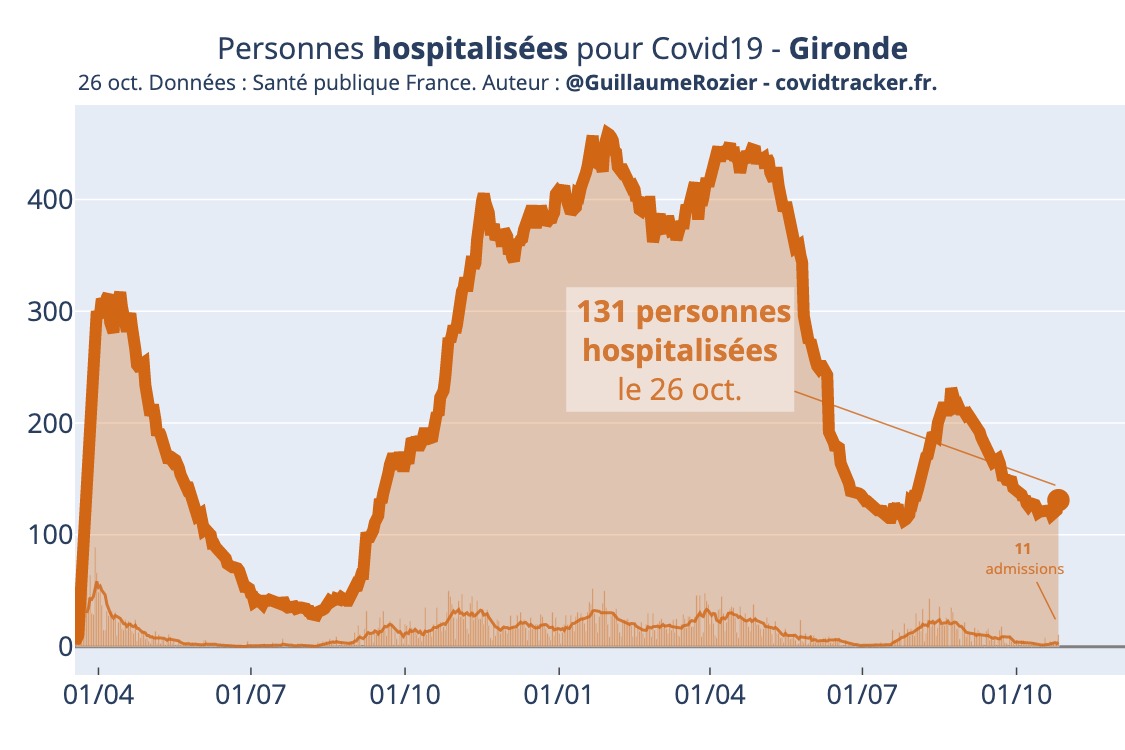 Personnes hospitalisées pour Covid19 - Gironde
26 oct. Données : Santé publique France. Auteur : @GuillaumeRozier - covidtracker.fr.
400
300
200
100
0
131 personnes
hospitalisées
le 26 oct.
11
admissions
01/04
01/07
01/10
01/01
01/04
01/07
01/10